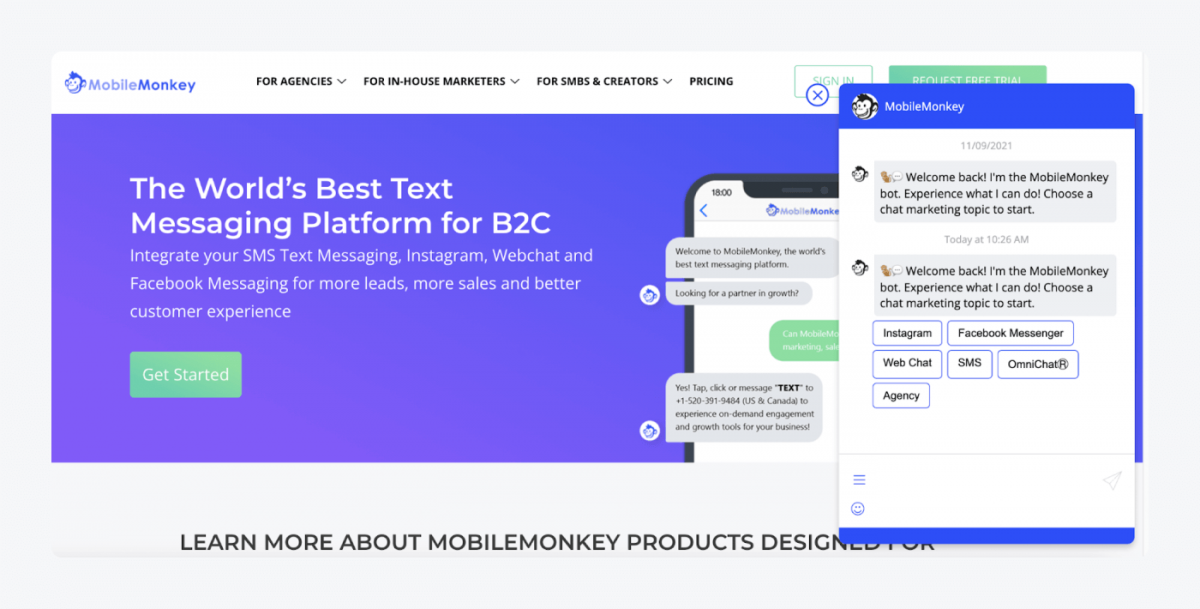 MobileMonkey
FOR AGENCIES
FOR IN-HOUSE MARKETERS
FOR SMBS & CREATORS
PRICING
SIGN IN
REQUEST FREE TRIAL
The World's Best Text
Messaging Platform for B2C
Integrate your SMS Text Messaging, Instagram, Webchat and
Facebook Messaging for more leads, more sales and better
customer experience
Get Started
18:00
MobileMonke
Welcome to MobileMonkey, the world's
best text messaging platform.
Looking for a partner in growth?
Can MobileMo
marketing, sale
Yes! Tap, click or message "TEXT" to
+1-520-391-9484 (US & Canada) to
experience on-demand engagement
and growth tools for your business!
MobileMonkey
11/09/2021
Welcome back! I'm the MobileMonkey
bot. Experience what I can do! Choose a
chat marketing topic to start.
Today at 10:26 AM
Welcome back! I'm the MobileMonkey
bot. Experience what I can do! Choose a
chat marketing topic to start.
Instagram
Facebook Messenger
Web Chat
SMS
OmniChat®
Agency
LEARN MORE ABOUT MOBILEMONKEY PRODUCTS DESIGNED FOR